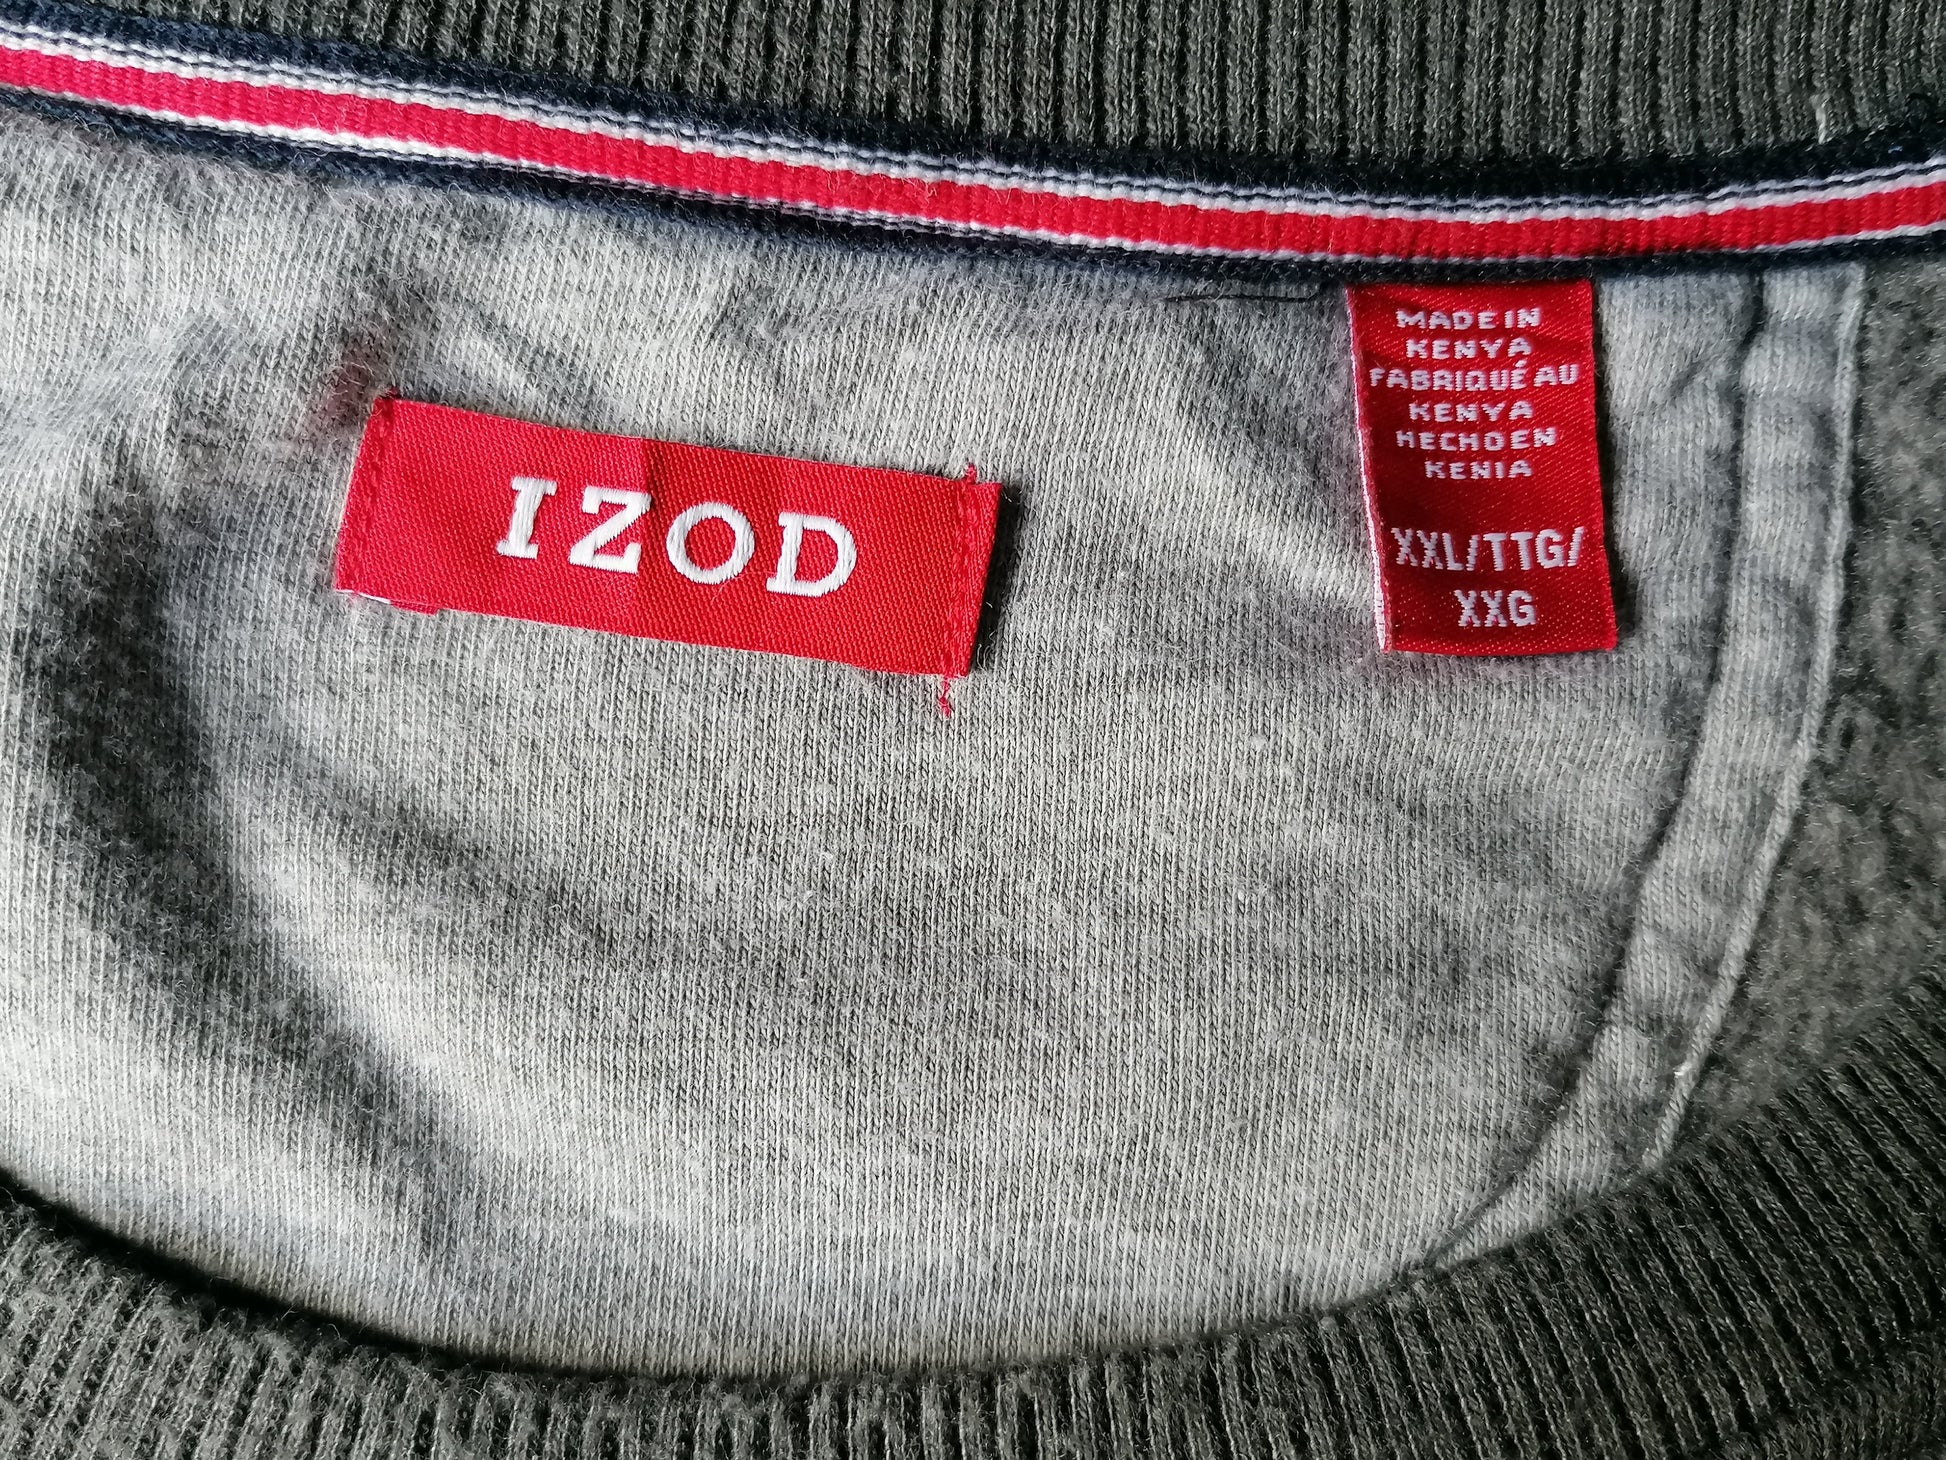 IZOD
MADE IN
KENYA
FABRIQUÉ AU
KENYA
HECHO EN
KENIA
XXL/TTG/
XXG